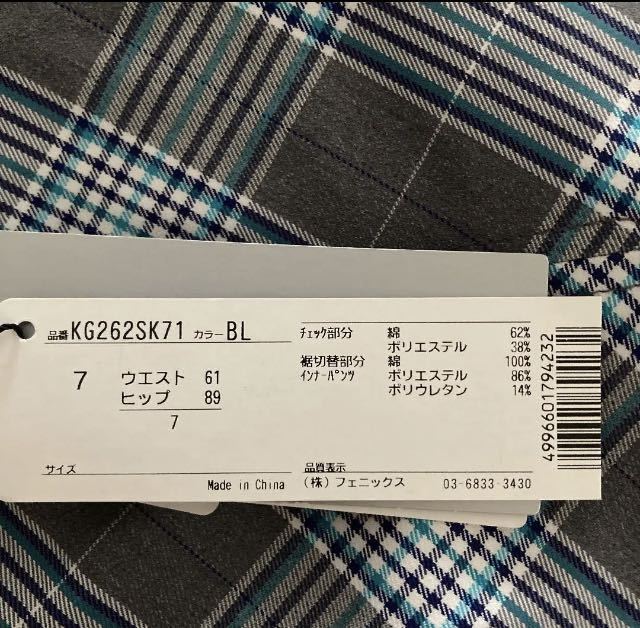 品番 KG262SK71 カラー BL
7 ウエスト 61
ヒップ 89
7
サイズ
Made in China
ﾁｪｯｸ部分 綿 62%
ポリエステル 38%
裾切替部分 綿 100%
ｲﾝﾅｰﾊﾟﾝﾂ ポリエステル 86%
ポリウレタン 14%
品質表示
(株) フェニックス 03-6833-3430
4996601794232